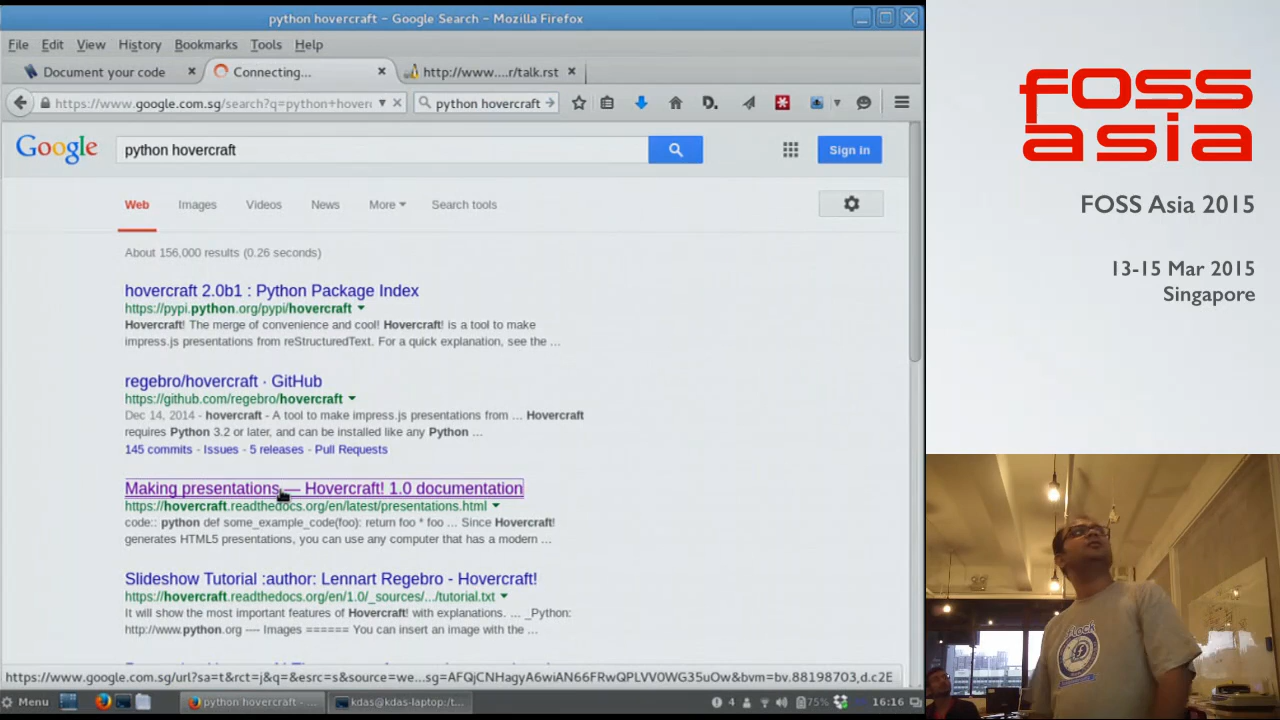 python hovercraft - Google Search - Mozilla Firefox
File Edit View History Bookmarks Tools Help
Document your code
Connecting...
http://www....r/talk.rst
https://www.google.com.sg/search?q=python+hover
python hovercraft
Google
python hovercraft
Sign in
Web
Images
Videos
News
More
Search tools
About 156,000 results (0.26 seconds)
hovercraft 2.0b1 : Python Package Index
https://pypi.python.org/pypi/hovercraft
Hovercraft! The merge of convenience and cool! Hovercraft! is a tool to make
impress.js presentations from reStructuredText. For a quick explanation, see the ...
regebro/hovercraft · GitHub
https://github.com/regebro/hovercraft
Dec 14, 2014 - hovercraft - A tool to make impress.js presentations from ... Hovercraft
requires Python 3.2 or later, and can be installed like any Python ...
145 commits - Issues - 5 releases - Pull Requests
Making presentations — Hovercraft! 1.0 documentation
https://hovercraft.readthedocs.org/en/latest/presentations.html
code:: python def some_example_code(foo): return foo * foo ... Since Hovercraft!
generates HTML5 presentations, you can use any computer that has a modern ...
Slideshow Tutorial :author: Lennart Regebro - Hovercraft!
https://hovercraft.readthedocs.org/en/1.0/_sources/.../tutorial.txt
It will show the most important features of Hovercraft! with explanations. ... _Python:
http://www.python.org ---- Images ====== You can insert an image with the ...
https://www.google.com.sg/url?sa=t&rct=j&q=&esrc=s&source=we...sg=AFQjCNHagyA6wiAN66FRwQPLVV0WG35uOw&bvm=bv.88198703,d.c2E
Menu
python hovercraft - ...
kdas@kdas-laptop:/t...
4
75%
16:16
foss
asia
FOSS Asia 2015
13-15 Mar 2015
Singapore